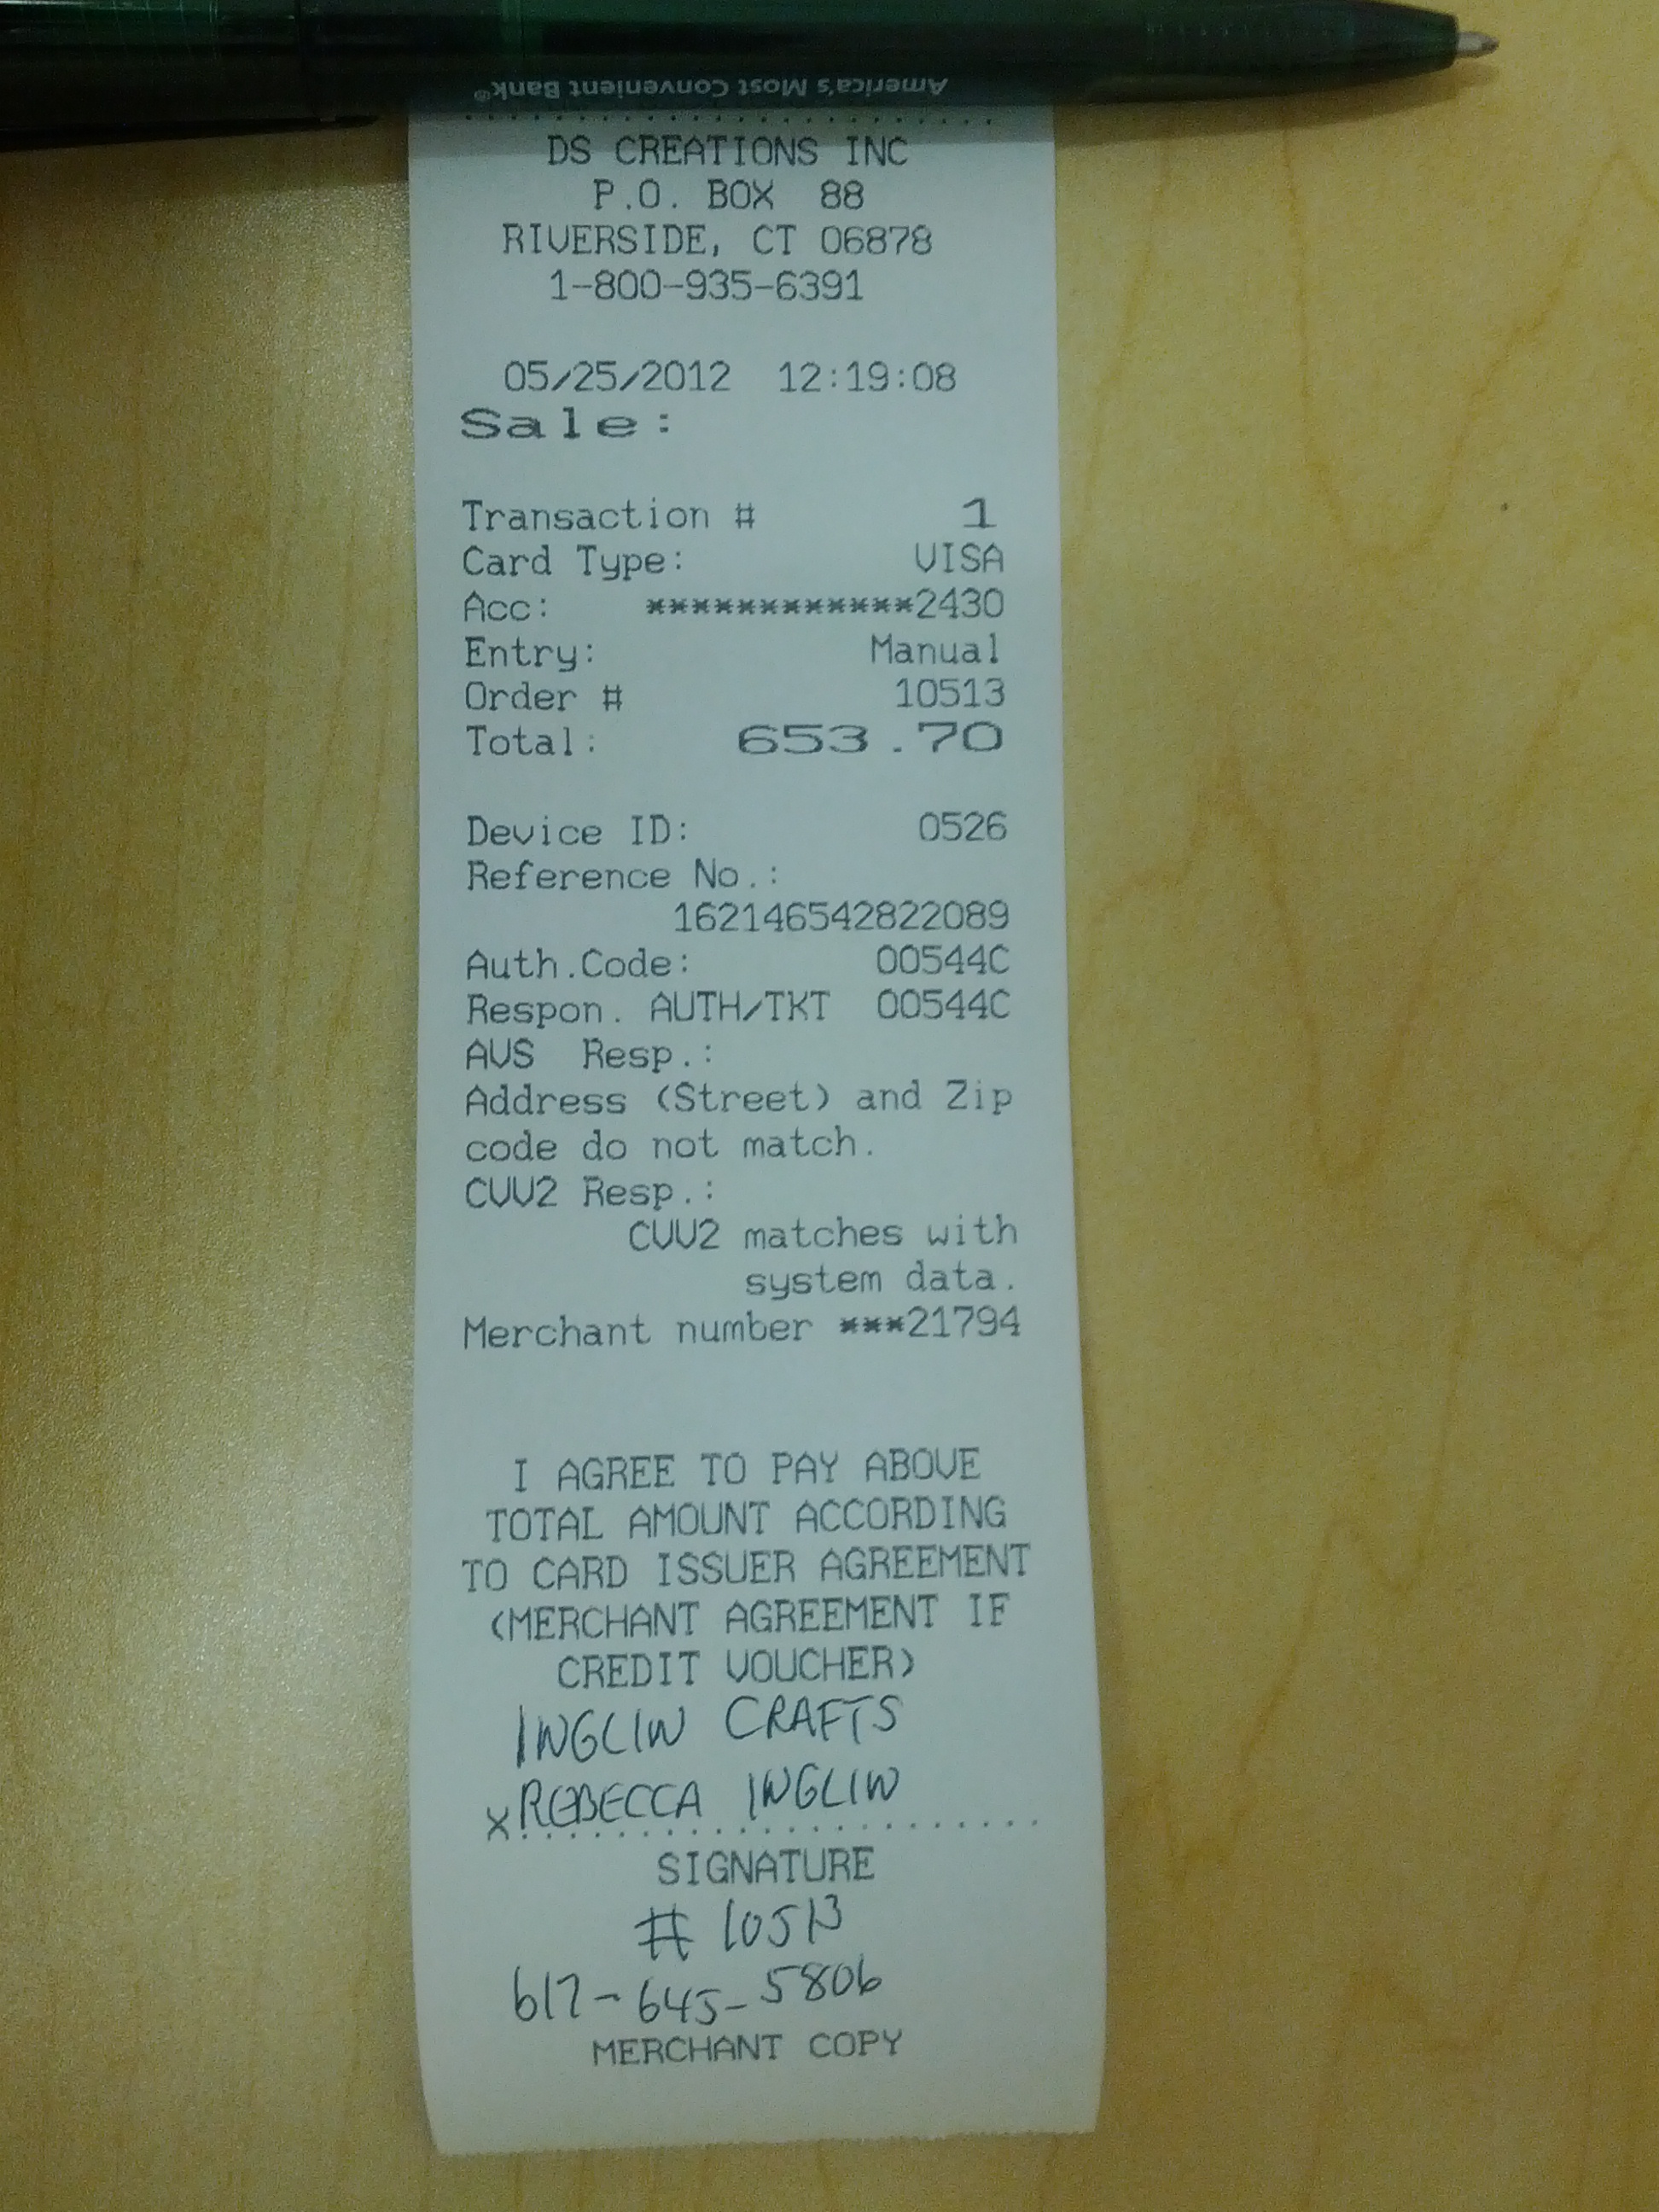 America's Most Convenient Bank®
DS CREATIONS INC
P.O. BOX 88
RIVERSIDE, CT 06878
1-800-935-6391
05/25/2012 12:19:08
Sale:
Transaction # 1
Card Type: VISA
Acc: ************2430
Entry: Manual
Order # 10513
Total: 653.70
Device ID: 0526
Reference No.:
162146542822089
Auth.Code: 00544C
Respon. AUTH/TKT 00544C
AVS Resp.:
Address (Street) and Zip
code do not match.
CVV2 Resp.:
CVV2 matches with
system data.
Merchant number ***21794
I AGREE TO PAY ABOVE
TOTAL AMOUNT ACCORDING
TO CARD ISSUER AGREEMENT
(MERCHANT AGREEMENT IF
CREDIT VOUCHER)
INGLIN CRAFTS
x REBECCA INGLIN
SIGNATURE
# 10513
617-645-5806
MERCHANT COPY